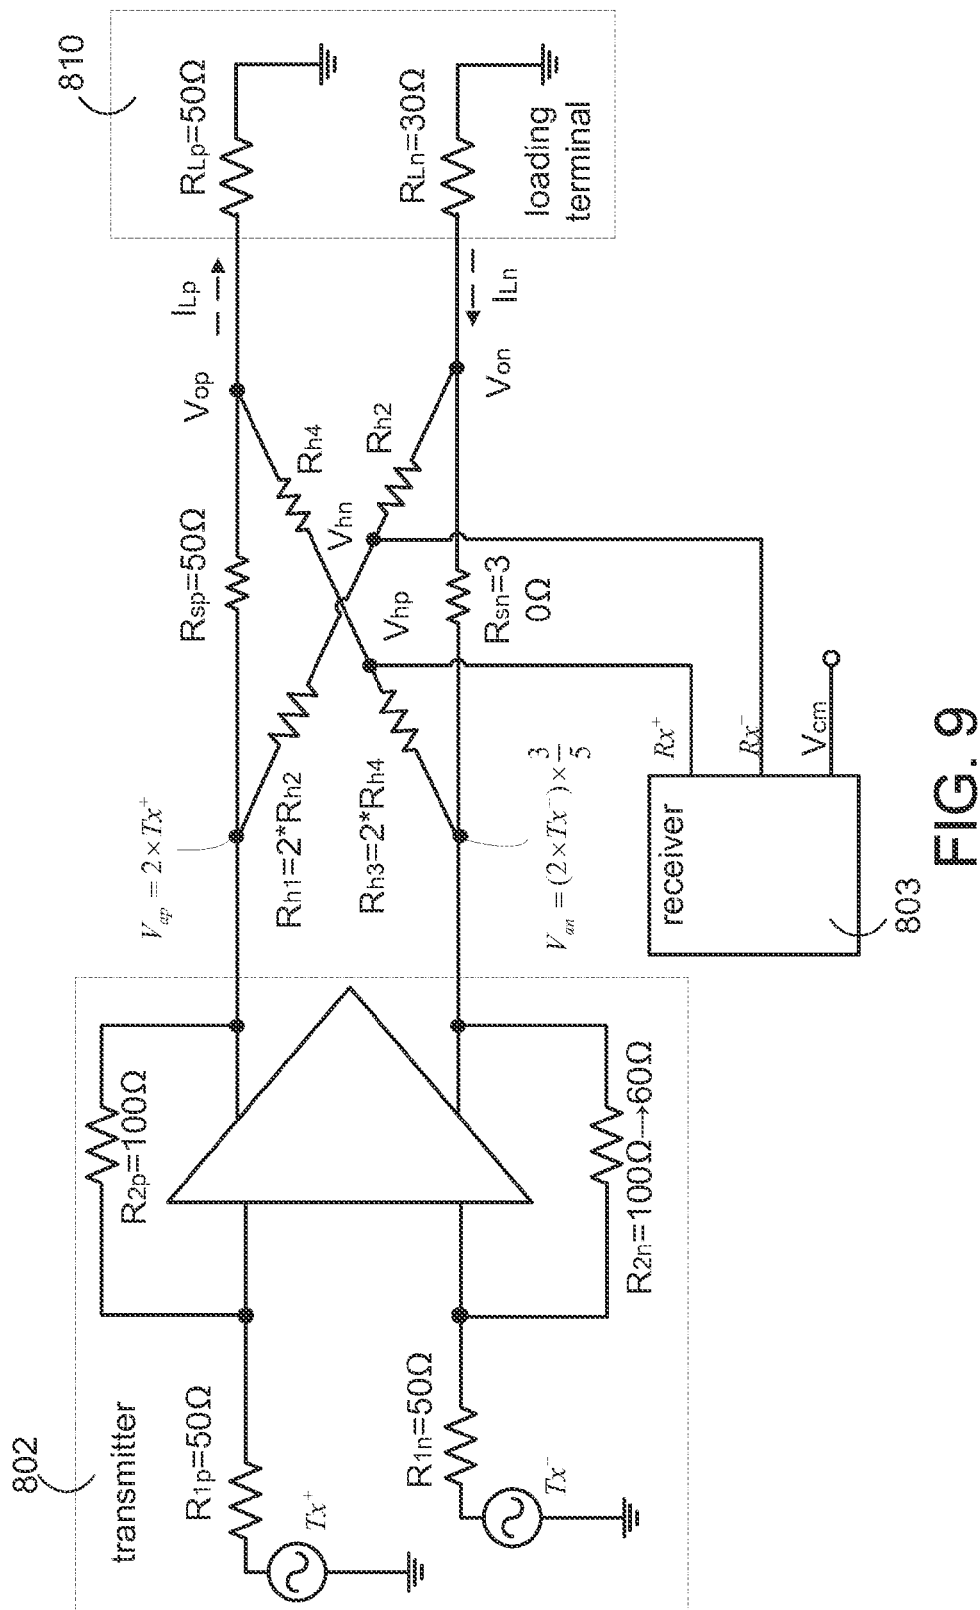 802
transmitter
R1p=50Ω
Tx+
R1n=50Ω
Tx-
R2p=100Ω
R2n=100Ω→60Ω
Vap = 2 × Tx+
Rh1=2*Rh2
Rh3=2*Rh4
Van = (2 × Tx-) × 3/5
Rsp=50Ω
Vhn
Vhp
Rsn=3
0Ω
Rh4
Rh2
Vop
Von
ILp
ILn
810
RLp=50Ω
RLn=30Ω
loading
terminal
receiver
Rx+
Rx-
Vcm
803
FIG. 9